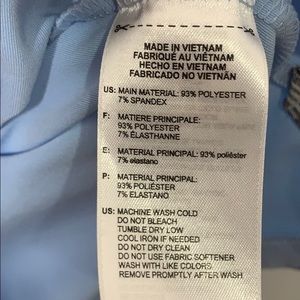 MADE IN VIETNAM
FABRIQUÉ AU VIÊTNAM
HECHO EN VIETNAM
FABRICADO NO VIETNÃ
US: MAIN MATERIAL: 93% POLYESTER
7% SPANDEX
F: MATIERE PRINCIPALE:
93% POLYESTER
7% ÉLASTHANNE
E: MATERIAL PRINCIPAL: 93% poliéster
7% elastano
P: MATERIAL PRINCIPAL:
93% POLIÉSTER
7% ELASTANO
US: MACHINE WASH COLD
DO NOT BLEACH
TUMBLE DRY LOW
COOL IRON IF NEEDED
DO NOT DRY CLEAN
DO NOT USE FABRIC SOFTENER
WASH WITH LIKE COLORS
REMOVE PROMPTLY AFTER WASH